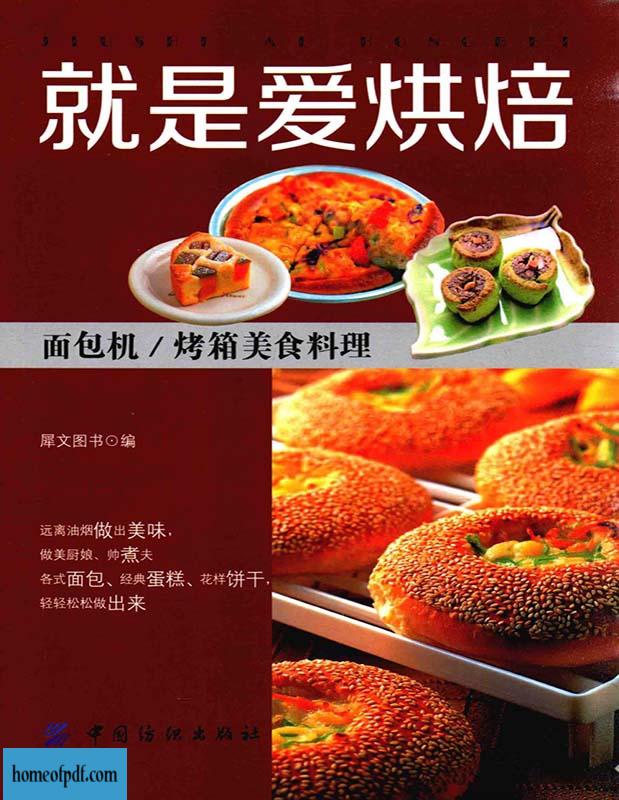 JIUSHI AI HONGBEI
就是爱烘焙
面包机/烤箱美食料理
犀文图书⊙编
远离油烟做出美味，
做美厨娘、帅煮夫
各式面包、经典蛋糕、花样饼干，
轻轻松松做出来
中国纺织出版社
homeofpdf.com